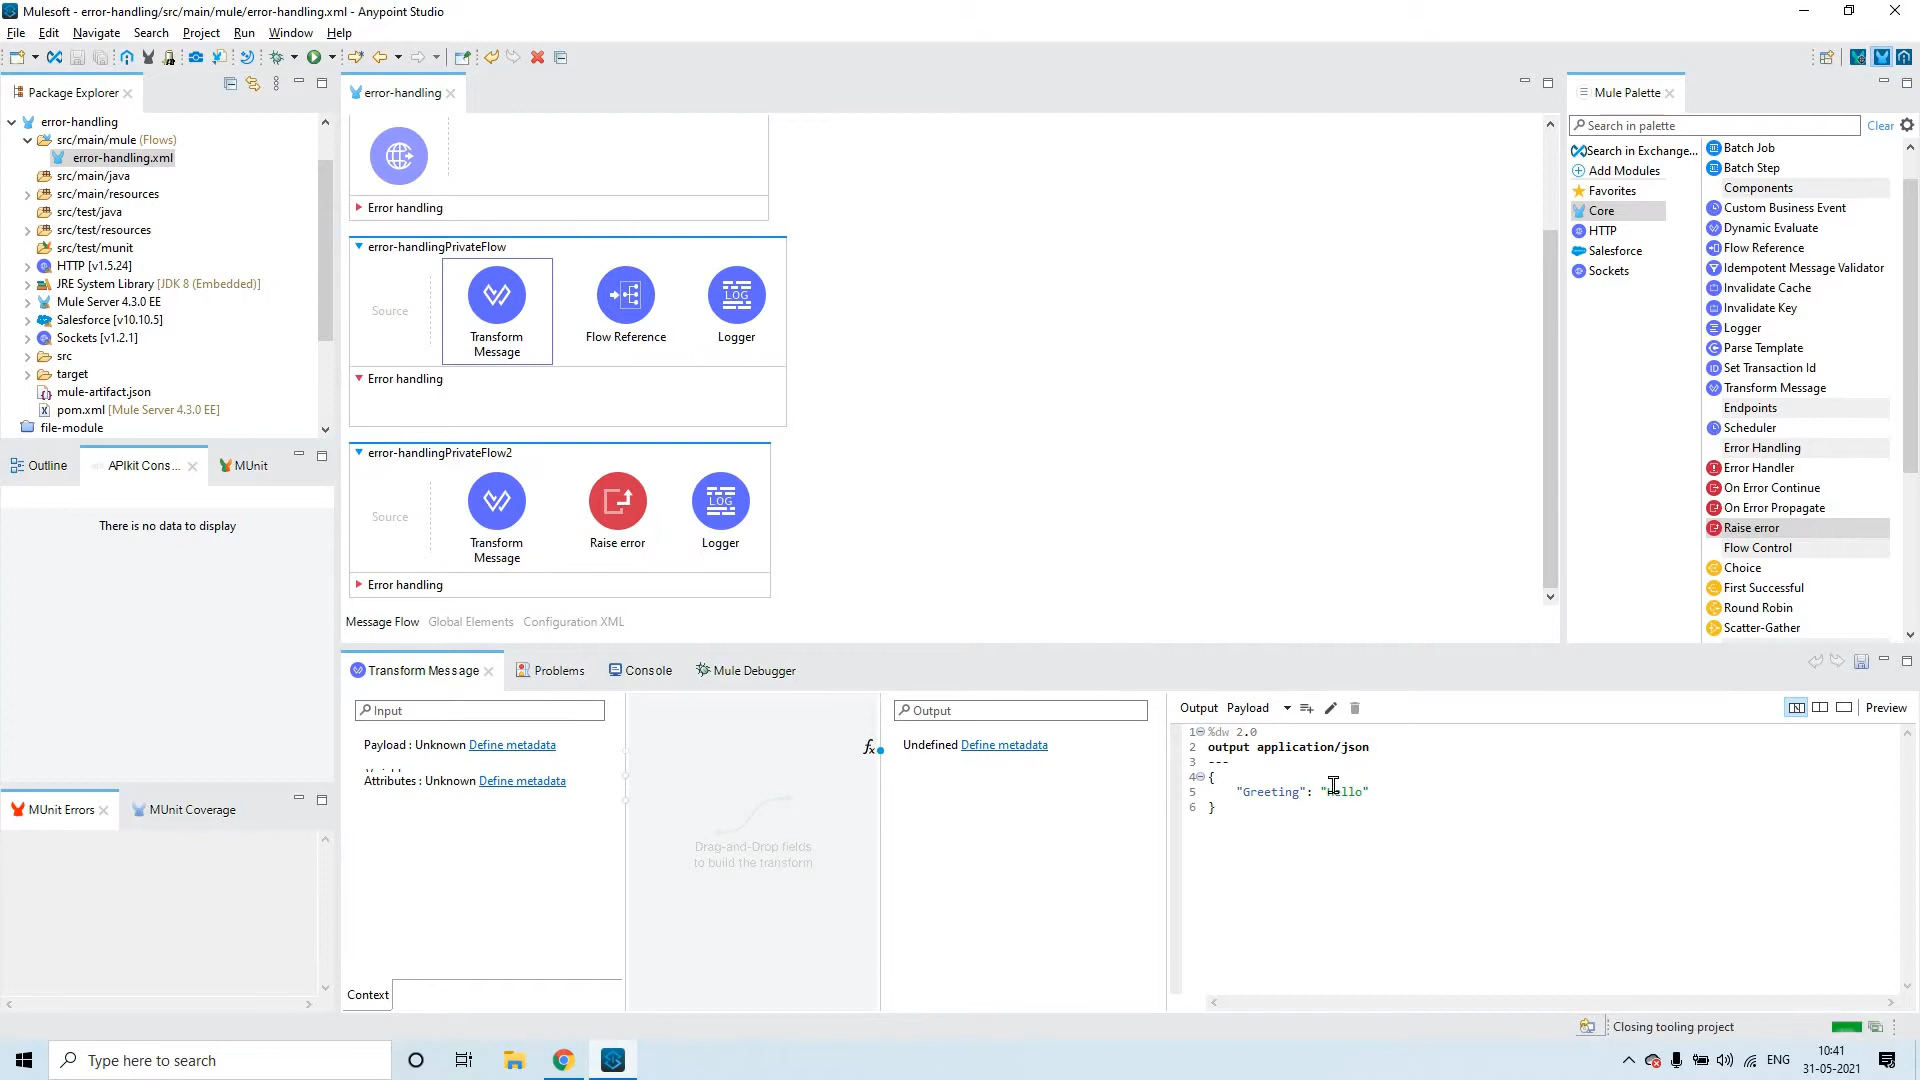 Mulesoft - error-handling/src/main/mule/error-handling.xml - Anypoint Studio
File Edit Navigate Search Project Run Window Help
Package Explorer
error-handling
src/main/mule (Flows)
error-handling.xml
src/main/java
src/main/resources
src/test/java
src/test/resources
src/test/munit
HTTP [v1.5.24]
JRE System Library [JDK 8 (Embedded)]
Mule Server 4.3.0 EE
Salesforce [v10.10.5]
Sockets [v1.2.1]
src
target
mule-artifact.json
pom.xml [Mule Server 4.3.0 EE]
file-module
Outline
APIkit Cons...
MUnit
There is no data to display
MUnit Errors
MUnit Coverage
error-handling
Error handling
error-handlingPrivateFlow
Source
Transform
Message
Flow Reference
LOG
Logger
Error handling
error-handlingPrivateFlow2
Source
Transform
Message
Raise error
LOG
Logger
Error handling
Message Flow Global Elements Configuration XML
Mule Palette
Search in palette
Clear
Search in Exchange...
Add Modules
Favorites
Core
HTTP
Salesforce
Sockets
Batch Job
Batch Step
Components
Custom Business Event
Dynamic Evaluate
Flow Reference
Idempotent Message Validator
Invalidate Cache
Invalidate Key
Logger
Parse Template
Set Transaction Id
Transform Message
Endpoints
Scheduler
Error Handling
Error Handler
On Error Continue
On Error Propagate
Raise error
Flow Control
Choice
First Successful
Round Robin
Scatter-Gather
Transform Message
Problems
Console
Mule Debugger
Input
Payload : Unknown Define metadata
Attributes : Unknown Define metadata
Context
fx
Drag-and-Drop fields
to build the transform
Output
Undefined Define metadata
Output Payload
Preview
1 %dw 2.0
2 output application/json
3 ---
4 {
5 "Greeting": "Hello"
6 }
Closing tooling project
Type here to search
ENG
10:41
31-05-2021